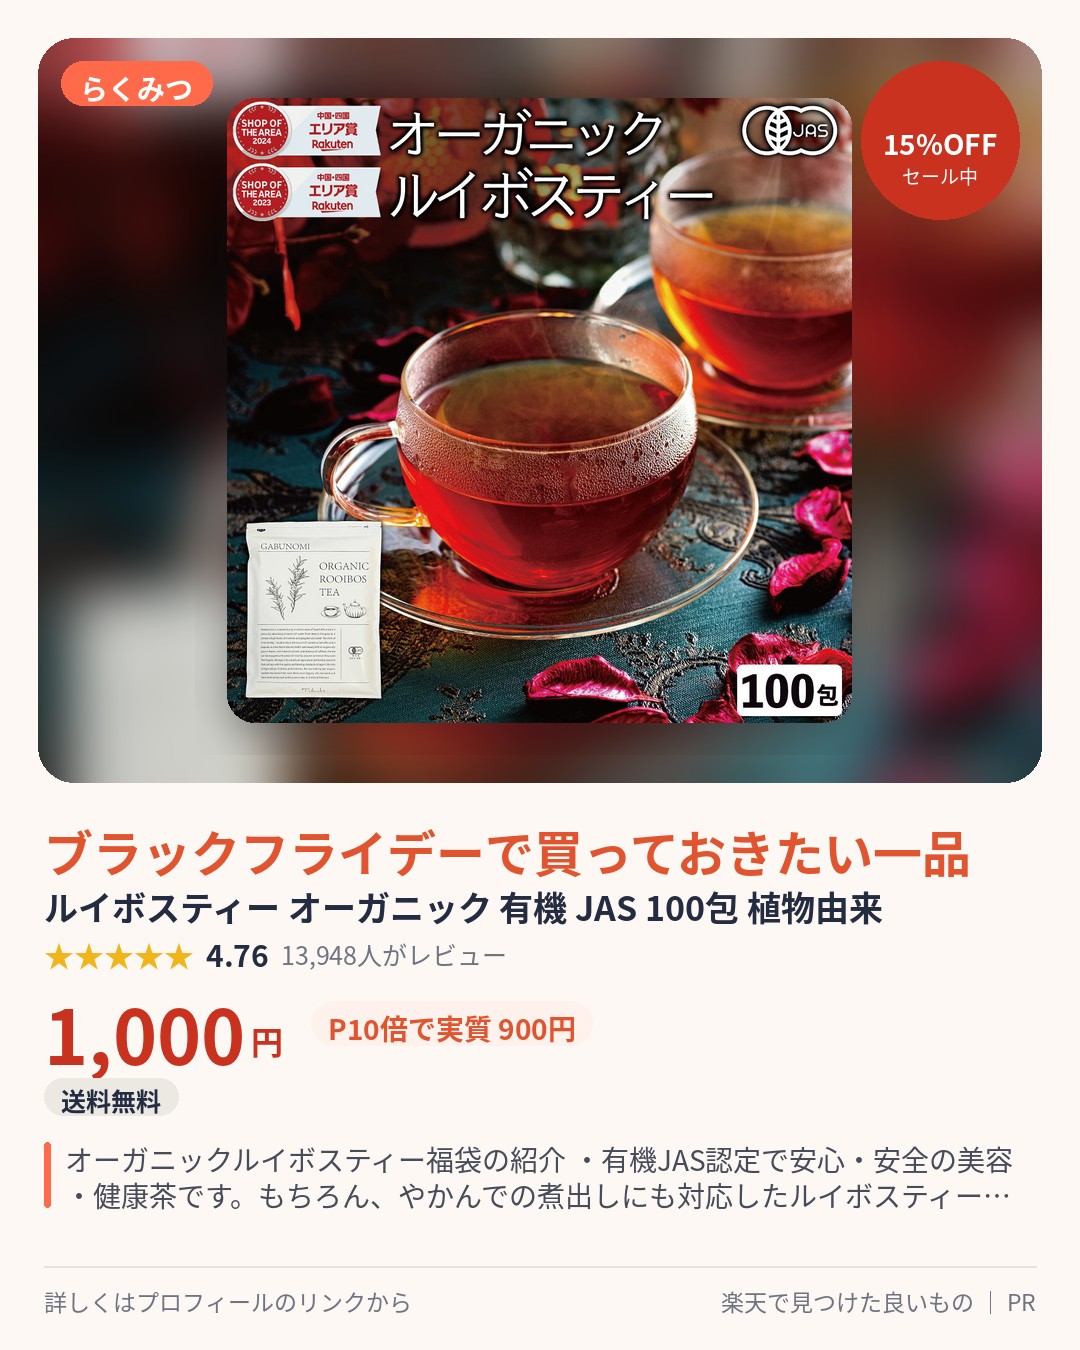 らくみつ
15%OFF
セール中
SHOP OF
THE AREA
2024
中国・四国
エリア賞
Rakuten
オーガニック
JAS
SHOP OF
THE AREA
2023
中国・四国
エリア賞
Rakuten
ルイボスティー
GABUNOMI
ORGANIC
ROOIBOS
TEA
100包
ブラックフライデーで買っておきたい一品
ルイボスティー オーガニック 有機 JAS 100包 植物由来
★★★★★ 4.76 13,948人がレビュー
1,000円 P10倍で実質 900円
送料無料
オーガニックルイボスティー福袋の紹介 ・有機JAS認定で安心・安全の美容
・健康茶です。もちろん、やかんでの煮出しにも対応したルイボスティー…
詳しくはプロフィールのリンクから
楽天で見つけた良いもの | PR